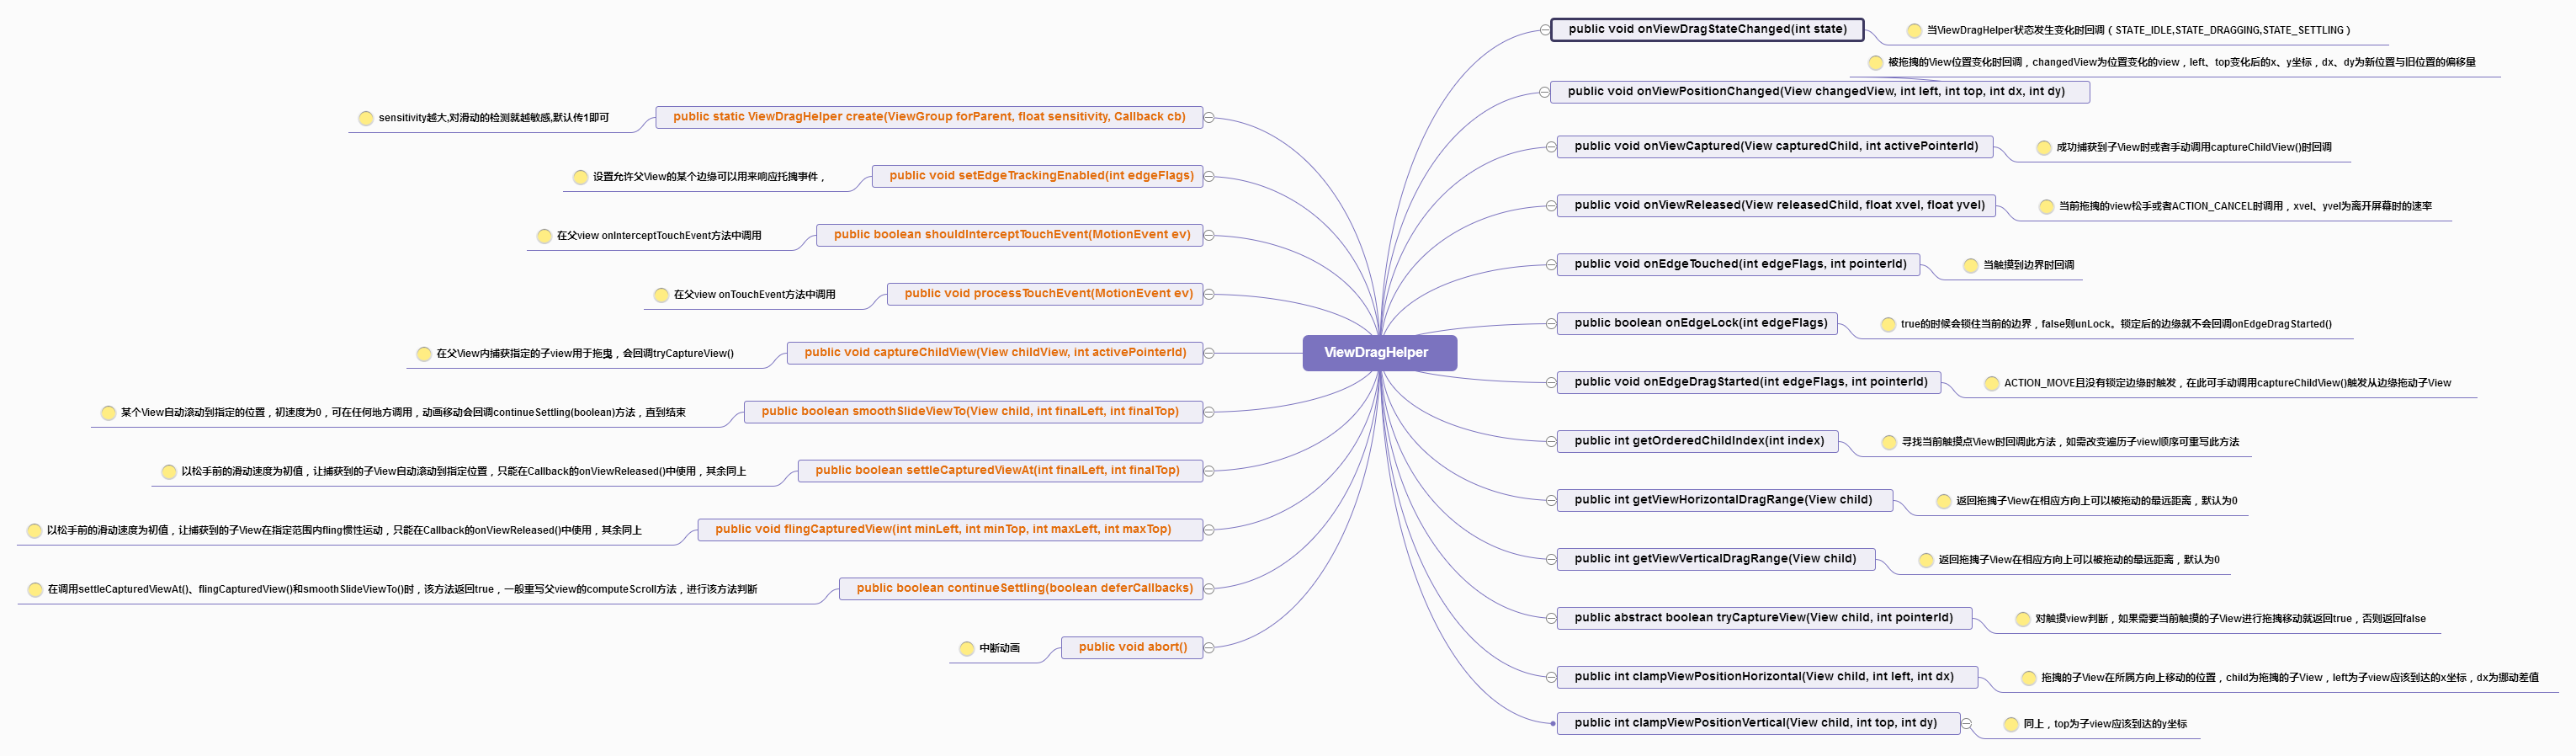 public void onViewDragStateChanged(int state)
当ViewDragHelper状态发生变化时回调（STATE_IDLE,STATE_DRAGGING,STATE_SETTLING）
被拖拽的View位置变化时回调，changedView为位置变化的view，left、top变化后的x、y坐标，dx、dy为新位置与旧位置的偏移量
public void onViewPositionChanged(View changedView, int left, int top, int dx, int dy)
public void onViewCaptured(View capturedChild, int activePointerId)
成功捕获到子View时或者手动调用captureChildView()时回调
public void onViewReleased(View releasedChild, float xvel, float yvel)
当前拖拽的view松手或者ACTION_CANCEL时调用，xvel、yvel为离开屏幕时的速率
public void onEdgeTouched(int edgeFlags, int pointerId)
当触摸到边界时回调
public boolean onEdgeLock(int edgeFlags)
true的时候会锁住当前的边界，false则unLock。锁定后的边缘就不会回调onEdgeDragStarted()
public void onEdgeDragStarted(int edgeFlags, int pointerId)
ACTION_MOVE且没有锁定边缘时触发，在此可手动调用captureChildView()触发从边缘拖动子View
public int getOrderedChildIndex(int index)
寻找当前触摸点View时回调此方法，如需改变遍历子view顺序可重写此方法
public int getViewHorizontalDragRange(View child)
返回拖拽子View在相应方向上可以被拖动的最远距离，默认为0
public int getViewVerticalDragRange(View child)
返回拖拽子View在相应方向上可以被拖动的最远距离，默认为0
public abstract boolean tryCaptureView(View child, int pointerId)
对触摸view判断，如果需要当前触摸的子View进行拖拽移动就返回true，否则返回false
public int clampViewPositionHorizontal(View child, int left, int dx)
拖拽的子View在所属方向上移动的位置，child为拖拽的子View，left为子view应该到达的x坐标，dx为挪动差值
public int clampViewPositionVertical(View child, int top, int dy)
同上，top为子view应该到达的y坐标
ViewDragHelper
public static ViewDragHelper create(ViewGroup forParent, float sensitivity, Callback cb)
sensitivity越大,对滑动的检测就越敏感,默认传1即可
public void setEdgeTrackingEnabled(int edgeFlags)
设置允许父View的某个边缘可以用来响应托拽事件，
public boolean shouldInterceptTouchEvent(MotionEvent ev)
在父view onInterceptTouchEvent方法中调用
public void processTouchEvent(MotionEvent ev)
在父view onTouchEvent方法中调用
public void captureChildView(View childView, int activePointerId)
在父View内捕获指定的子view用于拖曳，会回调tryCaptureView()
public boolean smoothSlideViewTo(View child, int finalLeft, int finalTop)
某个View自动滚动到指定的位置，初速度为0，可在任何地方调用，动画移动会回调continueSettling(boolean)方法，直到结束
public boolean settleCapturedViewAt(int finalLeft, int finalTop)
以松手前的滑动速度为初值，让捕获到的子View自动滚动到指定位置，只能在Callback的onViewReleased()中使用，其余同上
public void flingCapturedView(int minLeft, int minTop, int maxLeft, int maxTop)
以松手前的滑动速度为初值，让捕获到的子View在指定范围内fling惯性运动，只能在Callback的onViewReleased()中使用，其余同上
public boolean continueSettling(boolean deferCallbacks)
在调用settleCapturedViewAt()、flingCapturedView()和smoothSlideViewTo()时，该方法返回true，一般重写父view的computeScroll方法，进行该方法判断
public void abort()
中断动画